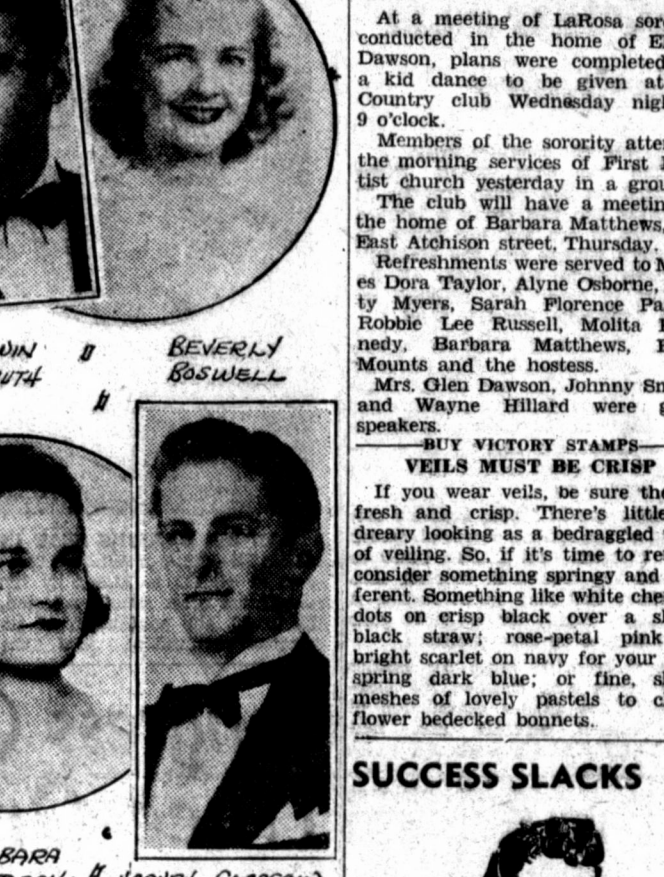 WIN
UTH
BEVERLY
BOSWELL
BARA
At a meeting of LaRosa sor
conducted in the home of E
Dawson, plans were completed
a kid dance to be given at
Country club Wednesday nig
9 o'clock.
Members of the sorority atte
the morning services of First
tist church yesterday in a grou
The club will have a meetin
the home of Barbara Matthews,
East Atchison street, Thursday.
Refreshments were served to M
es Dora Taylor, Alyne Osborne,
ty Myers, Sarah Florence Pa
Robbie Lee Russell, Molita
nedy, Barbara Matthews,
Mounts and the hostess.
Mrs. Glen Dawson, Johnny Sn
and Wayne Hillard were
speakers.
BUY VICTORY STAMPS
VEILS MUST BE CRISP
If you wear veils, be sure the
fresh and crisp. There's little
dreary looking as a bedraggled
of veiling. So, if it's time to re
consider something springy and
ferent. Something like white che
dots on crisp black over a s
black straw; rose-petal pink
bright scarlet on navy for your
spring dark blue; or fine, s
meshes of lovely pastels to c
flower bedecked bonnets.
SUCCESS SLACKS